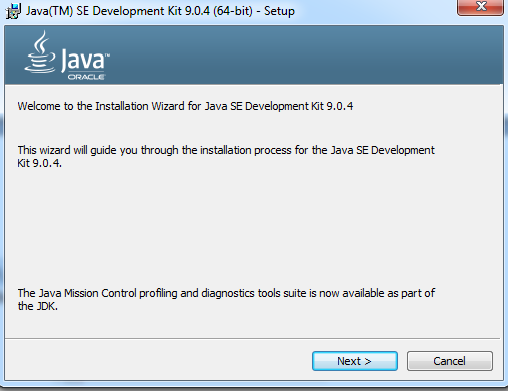 Java(TM) SE Development Kit 9.0.4 (64-bit) - Setup
Java™
ORACLE
Welcome to the Installation Wizard for Java SE Development Kit 9.0.4
This wizard will guide you through the installation process for the Java SE Development
Kit 9.0.4.
The Java Mission Control profiling and diagnostics tools suite is now available as part of
the JDK.
Next >
Cancel